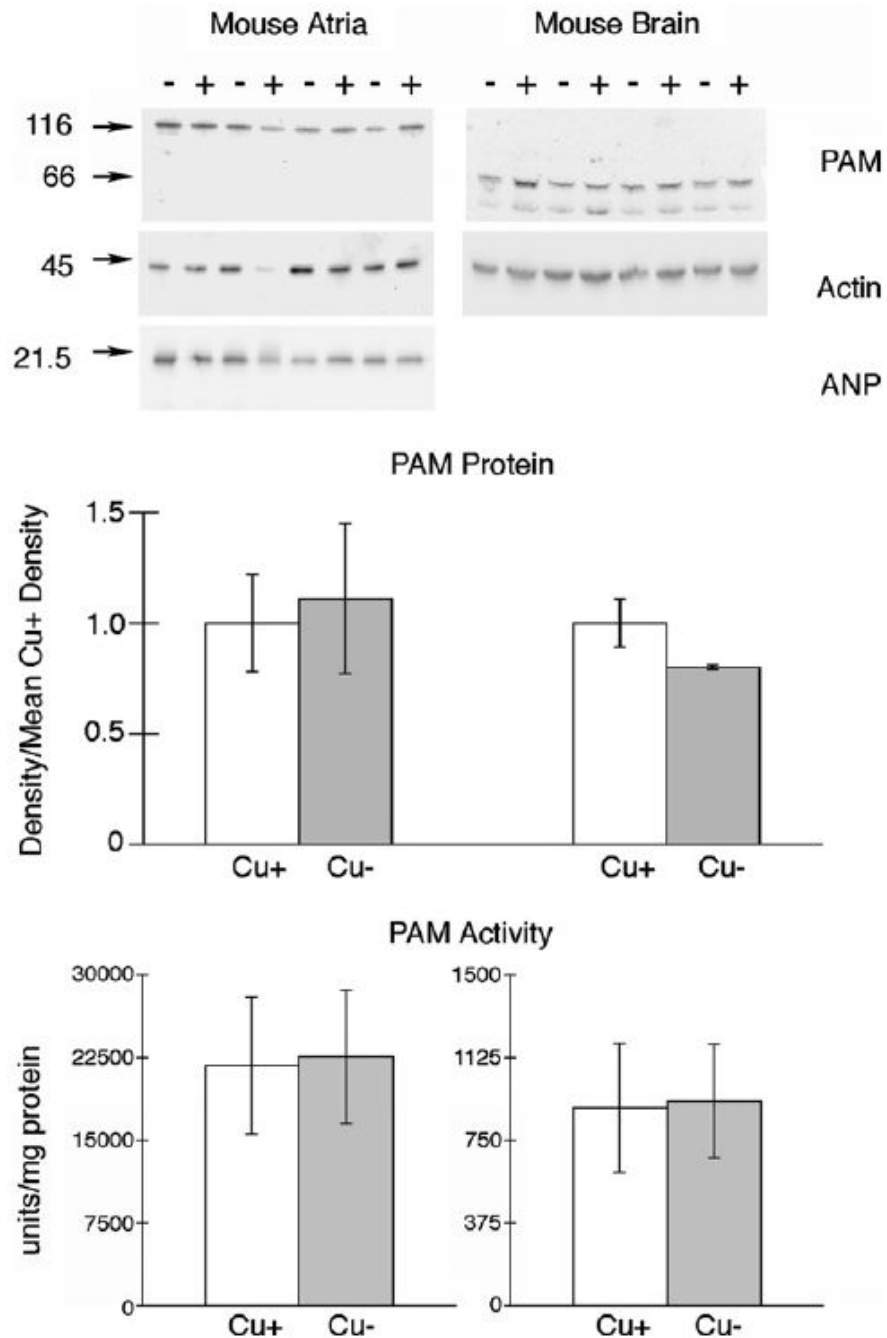 Mouse Atria Mouse Brain
- + - + - + - + - + - + - + - +
116
66
PAM
45
Actin
21.5
ANP
PAM Protein
Density/Mean Cu+ Density
1.5
1.0
0.5
0
Cu+ Cu- Cu+ Cu-
PAM Activity
units/mg protein
30000 1500
22500 1125
15000 750
7500 375
0 0
Cu+ Cu- Cu+ Cu-